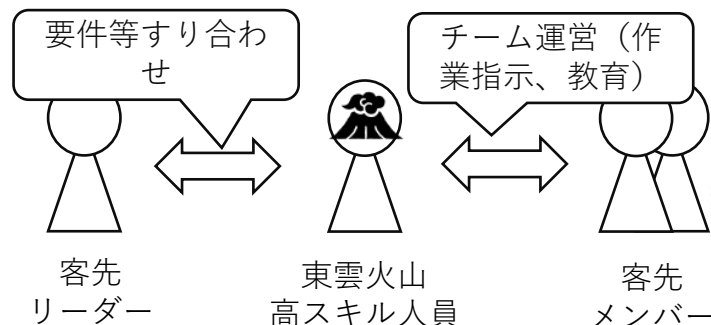 要件等すり合わ
せ
チーム運営（作
業指示、教育）
客先
リーダー
東雲火山
高スキル人員
客先
メンバー